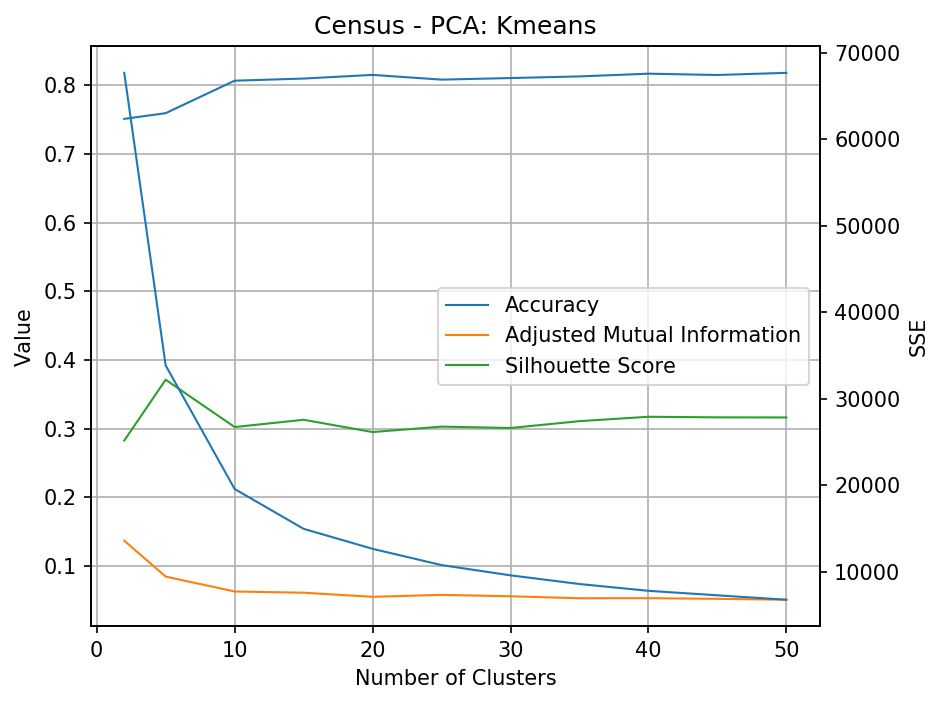 Census - PCA: Kmeans
Value
0.8
0.7
0.6
0.5
0.4
0.3
0.2
0.1
70000
60000
50000
40000
30000
20000
10000
SSE
Accuracy
Adjusted Mutual Information
Silhouette Score
0 10 20 30 40 50
Number of Clusters